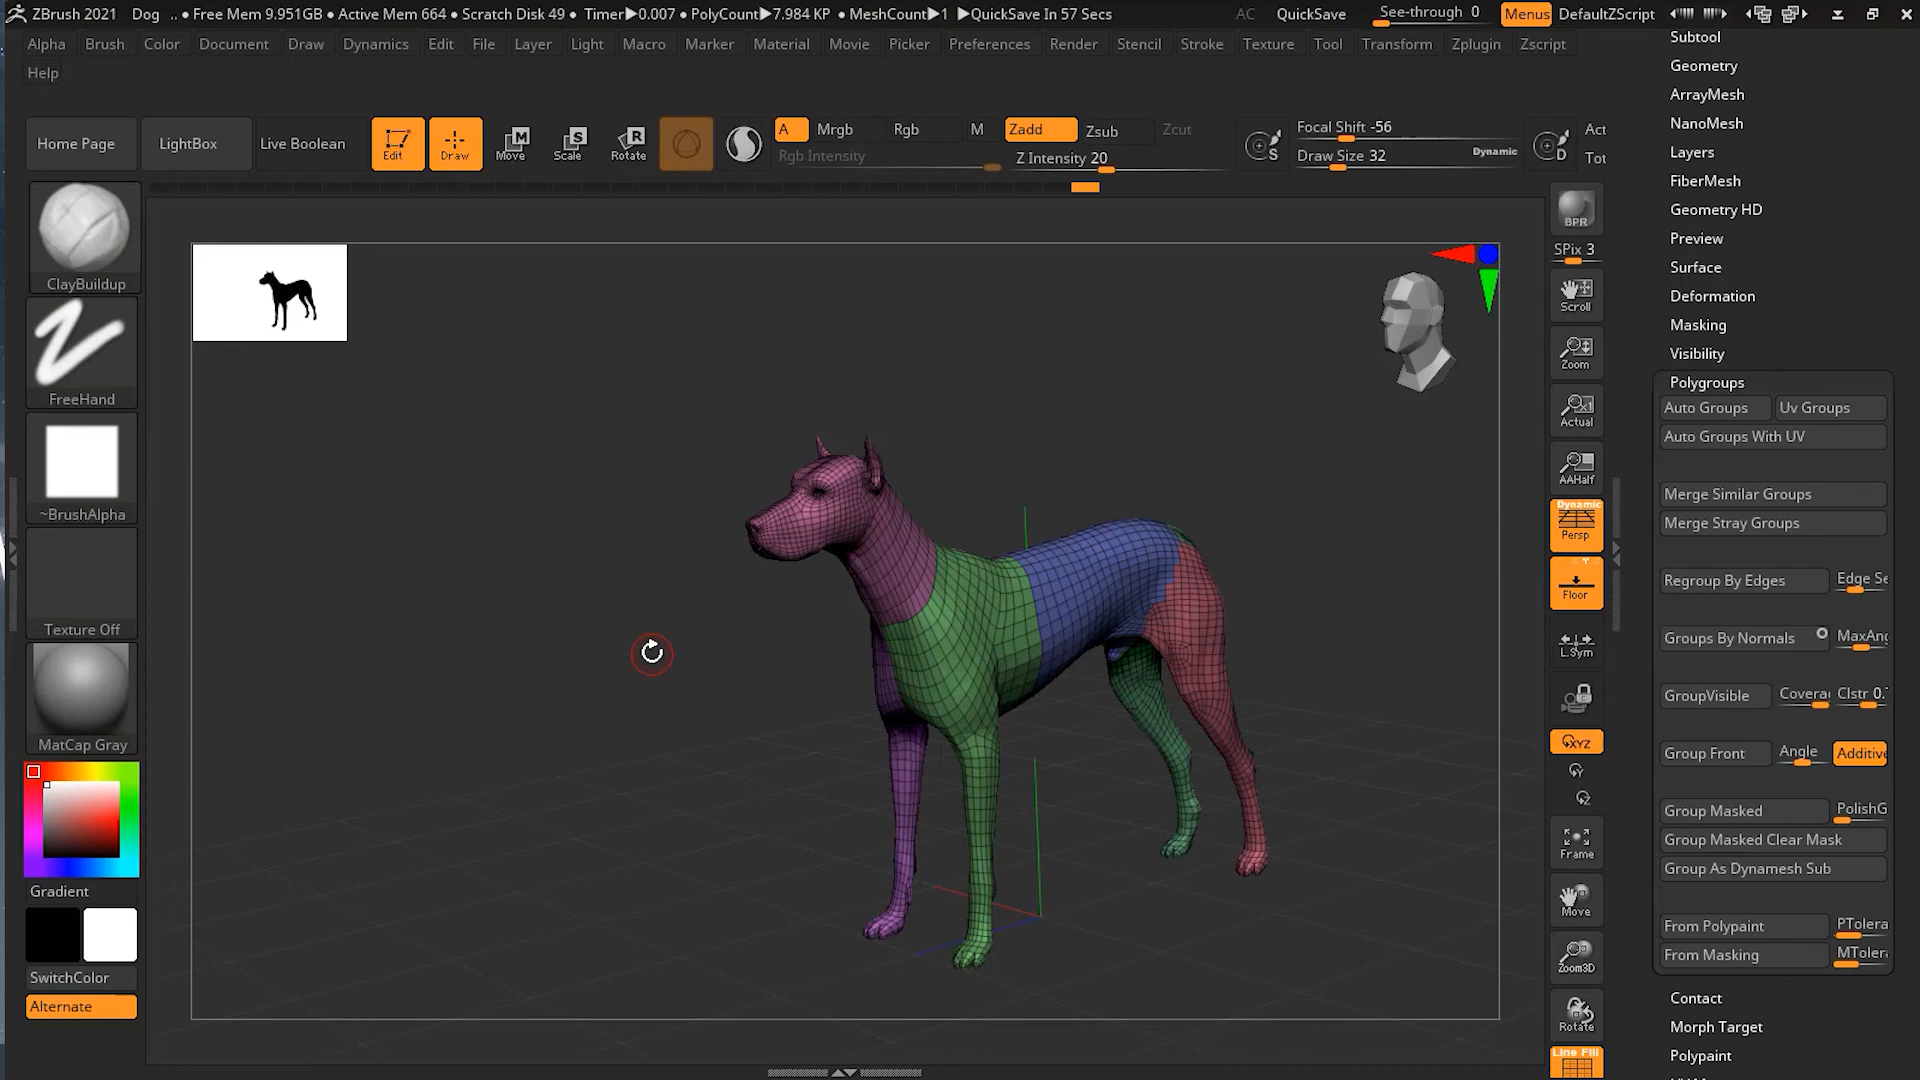 ZBrush 2021 Dog .. • Free Mem 9.951GB • Active Mem 664 • Scratch Disk 49 • Timer▶0.007 • PolyCount▶7.984 KP • MeshCount▶1 ▶QuickSave In 57 Secs AC QuickSave See-through 0 Menus DefaultZScript
Alpha Brush Color Document Draw Dynamics Edit File Layer Light Macro Marker Material Movie Picker Preferences Render Stencil Stroke Texture Tool Transform Zplugin Zscript
Help
Home Page LightBox Live Boolean Edit Draw Move Scale Rotate
M S R
A Mrgb Rgb M Zadd Zsub Zcut
Rgb Intensity Z Intensity 20
S Focal Shift -56 D Act
Draw Size 32 Dynamic Tot
ClayBuildup
FreeHand
~BrushAlpha
Texture Off
MatCap Gray
Gradient
SwitchColor
Alternate
BPR
SPix 3
Scroll
Zoom
Actual
AAHalf
Dynamic
Persp
Floor
L.Sym
XYZ
Y
Z
Frame
Move
Zoom3D
Rotate
Line Fill
Subtool
Geometry
ArrayMesh
NanoMesh
Layers
FiberMesh
Geometry HD
Preview
Surface
Deformation
Masking
Visibility
Polygroups
Auto Groups Uv Groups
Auto Groups With UV
Merge Similar Groups
Merge Stray Groups
Regroup By Edges Edge Se
Groups By Normals MaxAng
GroupVisible Covera Clstr 0.
Group Front Angle Additive
Group Masked PolishG
Group Masked Clear Mask
Group As Dynamesh Sub
From Polypaint PTolera
From Masking MTolera
Contact
Morph Target
Polypaint